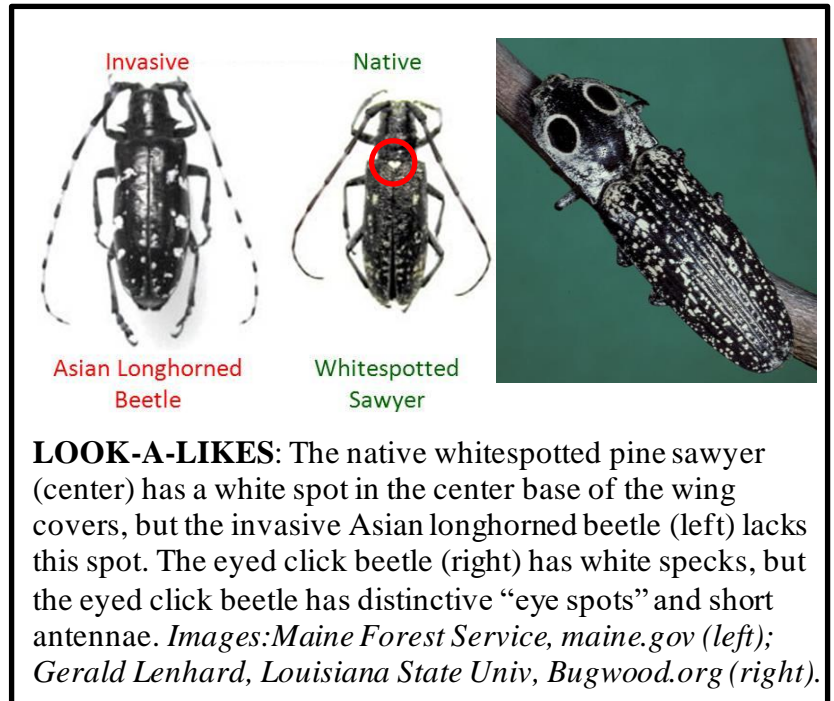 Invasive
Native
Asian Longhorned
Beetle
Whitespotted
Sawyer
LOOK-A-LIKES: The native whitespotted pine sawyer
(center) has a white spot in the center base of the wing
covers, but the invasive Asian longhorned beetle (left) lacks
this spot. The eyed click beetle (right) has white specks, but
the eyed click beetle has distinctive “eye spots” and short
antennae. Images:Maine Forest Service, maine.gov (left);
Gerald Lenhard, Louisiana State Univ, Bugwood.org (right).